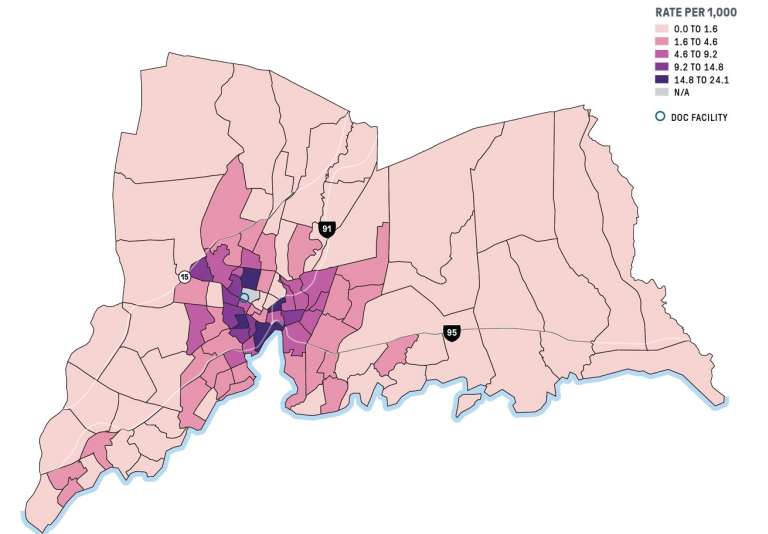 RATE PER 1,000
0.0 TO 1.6
1.6 TO 4.6
4.6 TO 9.2
9.2 TO 14.8
14.8 TO 24.1
N/A
DOC FACILITY
91
15
95